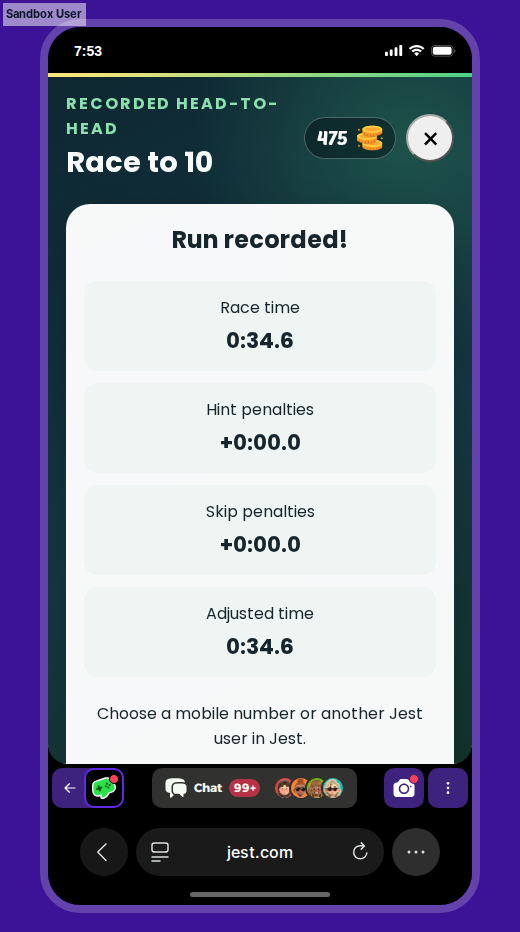 Sandbox User
7:53
RECORDED HEAD-TO-
HEAD
Race to 10
475
Run recorded!
Race time
0:34.6
Hint penalties
+0:00.0
Skip penalties
+0:00.0
Adjusted time
0:34.6
Choose a mobile number or another Jest
user in Jest.
Chat 99+
jest.com